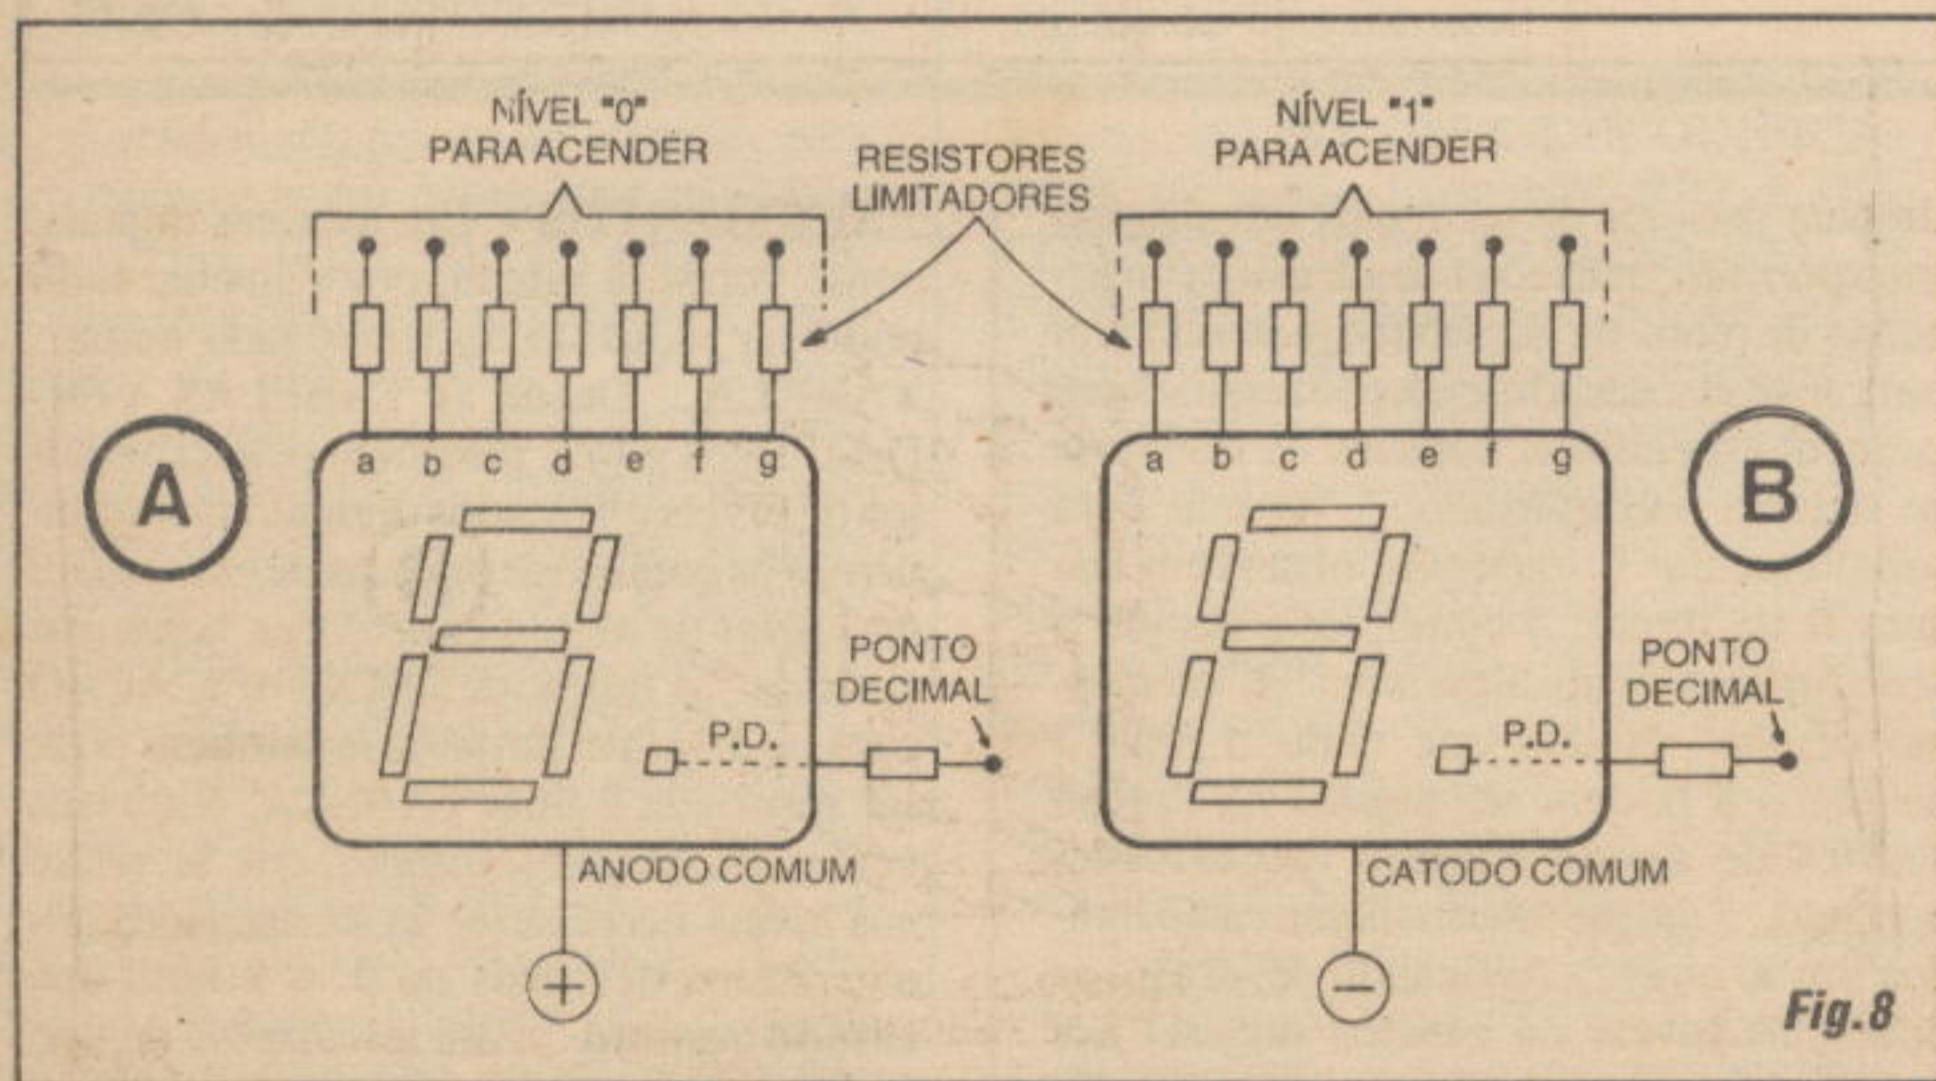 NÍVEL "0"
PARA ACENDER
RESISTORES
LIMITADORES
NÍVEL "1"
PARA ACENDER
A
a b c d e f g
PONTO
DECIMAL
P.D.
ANODO COMUM
+
a b c d e f g
B
PONTO
DECIMAL
P.D.
CATODO COMUM
−
Fig.8